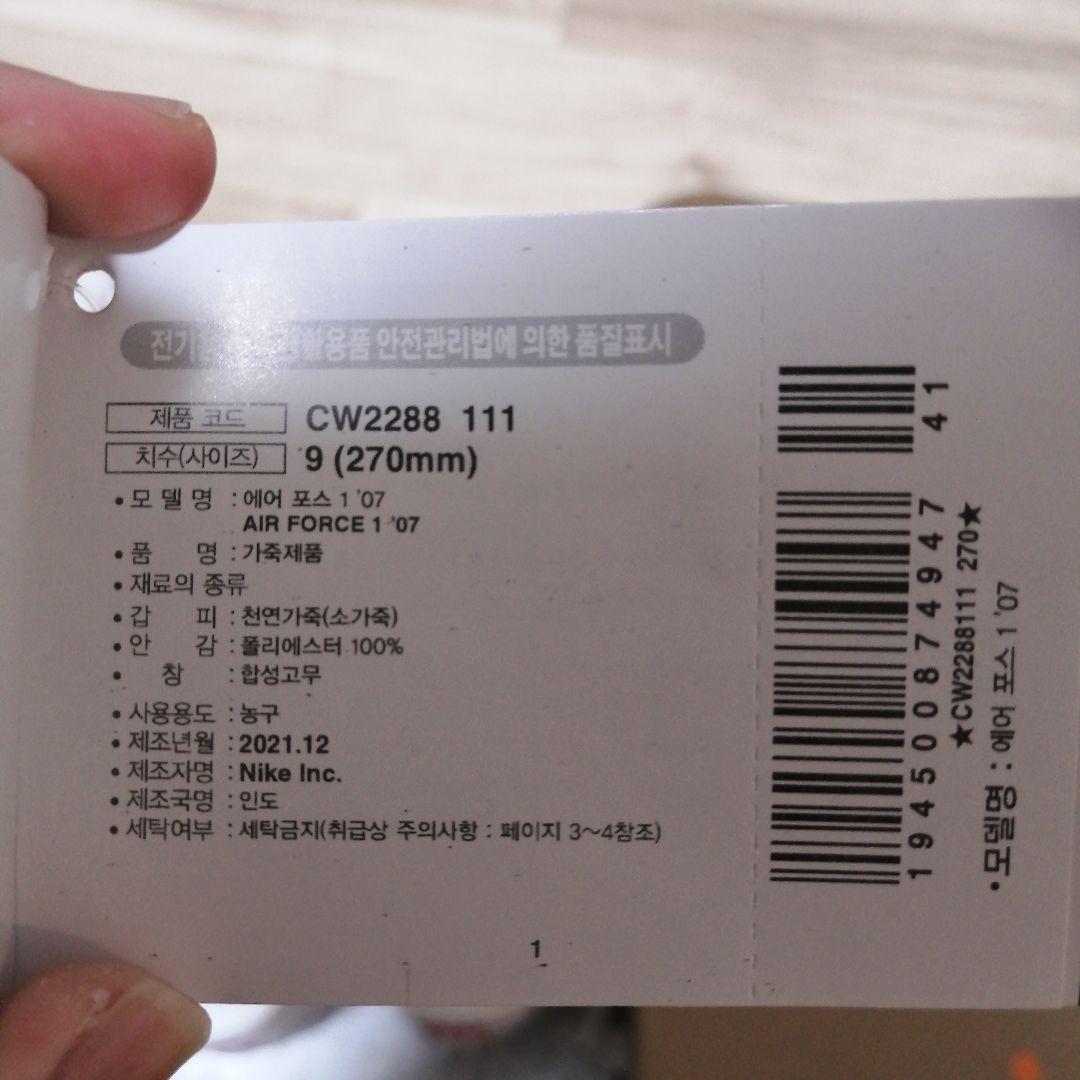 전기 용품 안전관리법에 의한 품질표시
제품 코드 CW2288 111
치수(사이즈) 9 (270mm)
• 모 델 명 : 에어 포스 1 '07
AIR FORCE 1 '07
• 품 명 : 가죽제품
• 재료의 종류
• 갑 피 : 천연가죽(소가죽)
• 안 감 : 폴리에스터 100%
• 창 : 합성고무
• 사용용도 : 농구
• 제조년월 : 2021.12
• 제조자명 : Nike Inc.
• 제조국명 : 인도
• 세탁여부 : 세탁금지(취급상 주의사항 : 페이지 3~4참조)
1
41
194500874947
★CW2288111 270★
• 모델명 : 에어 포스 1 '07